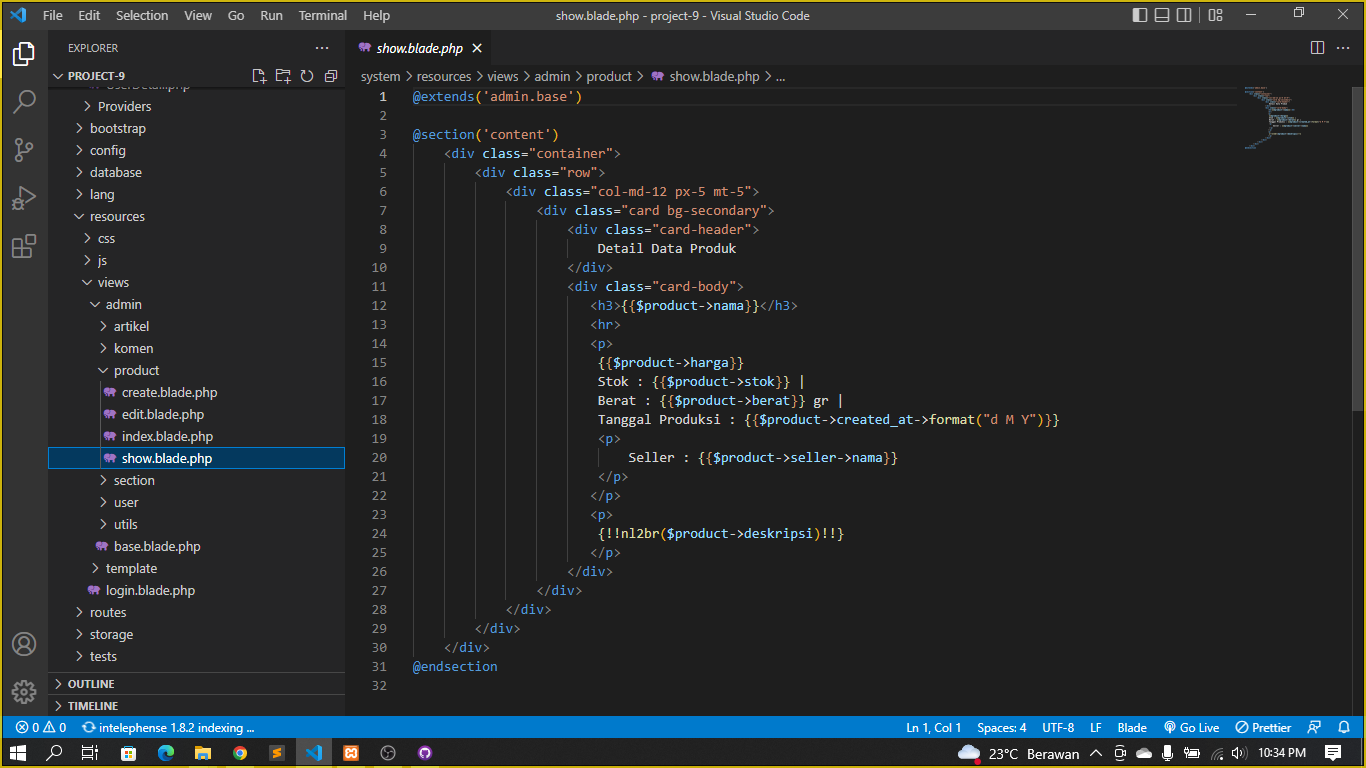 File Edit Selection View Go Run Terminal Help
show.blade.php - project-9 - Visual Studio Code
EXPLORER
PROJECT-9
UserDetail.php
Providers
bootstrap
config
database
lang
resources
css
js
views
admin
artikel
komen
product
create.blade.php
edit.blade.php
index.blade.php
show.blade.php
section
user
utils
base.blade.php
template
login.blade.php
routes
storage
tests
OUTLINE
TIMELINE
show.blade.php
system > resources > views > admin > product > show.blade.php > ...
1 @extends('admin.base')
2
3 @section('content')
4 <div class="container">
5 <div class="row">
6 <div class="col-md-12 px-5 mt-5">
7 <div class="card bg-secondary">
8 <div class="card-header">
9 Detail Data Produk
10 </div>
11 <div class="card-body">
12 <h3>{{$product->nama}}</h3>
13 <hr>
14 <p>
15 {{$product->harga}}
16 Stok : {{$product->stok}} |
17 Berat : {{$product->berat}} gr |
18 Tanggal Produksi : {{$product->created_at->format("d M Y")}}
19 <p>
20 Seller : {{$product->seller->nama}}
21 </p>
22 </p>
23 <p>
24 {!!nl2br($product->deskripsi)!!}
25 </p>
26 </div>
27 </div>
28 </div>
29 </div>
30 </div>
31 @endsection
32
0 0 intelephense 1.8.2 indexing ...
Ln 1, Col 1 Spaces: 4 UTF-8 LF Blade Go Live Prettier
23°C Berawan 10:34 PM